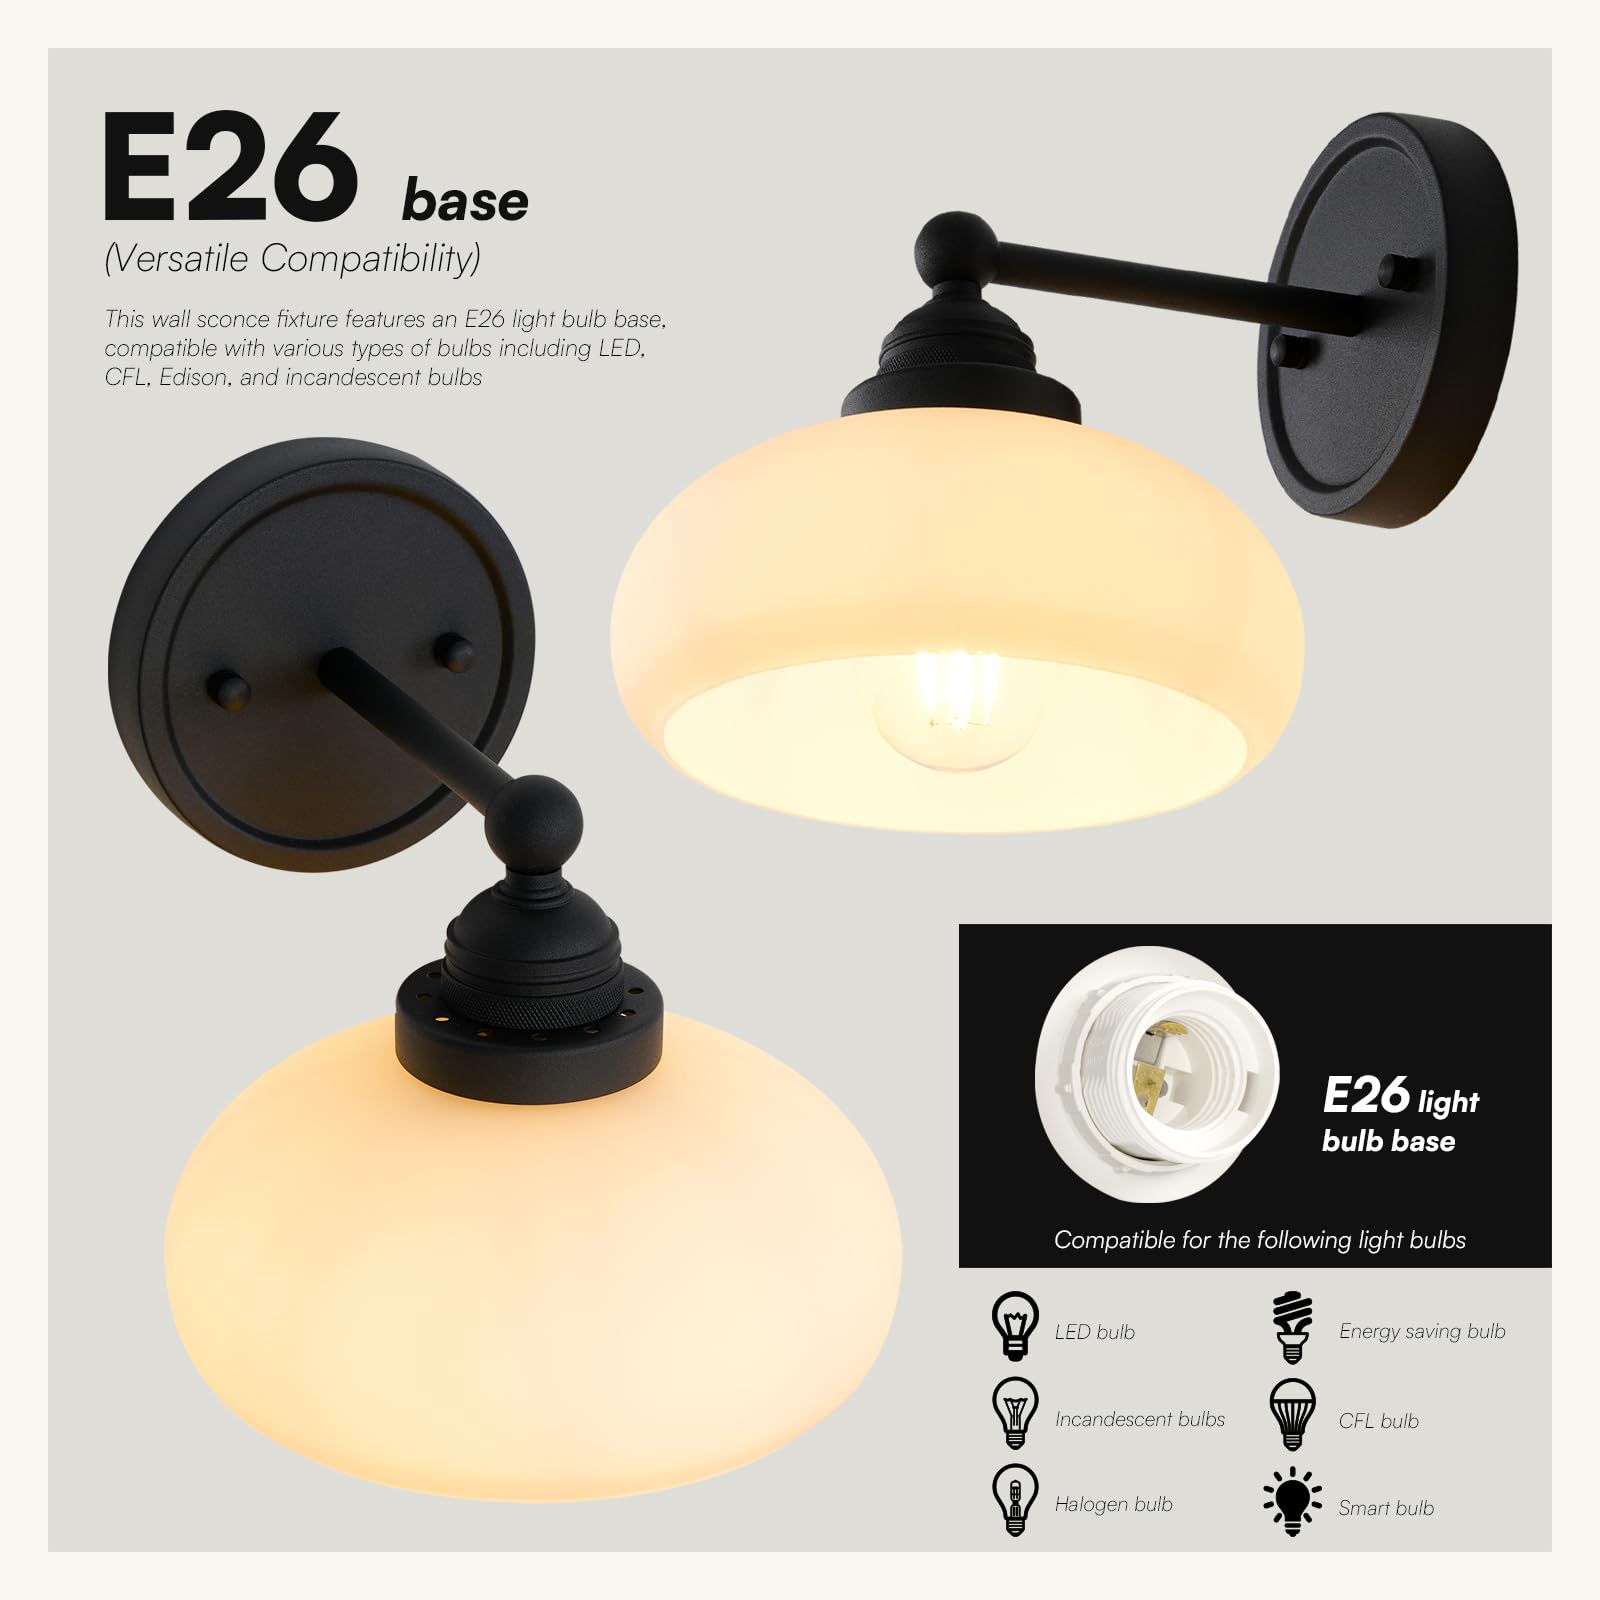 E26 base
(Versatile Compatibility)
This wall sconce fixture features an E26 light bulb base,
compatible with various types of bulbs including LED,
CFL, Edison, and incandescent bulbs
E26 light
bulb base
Compatible for the following light bulbs
LED bulb
Energy saving bulb
Incandescent bulbs
CFL bulb
Halogen bulb
Smart bulb